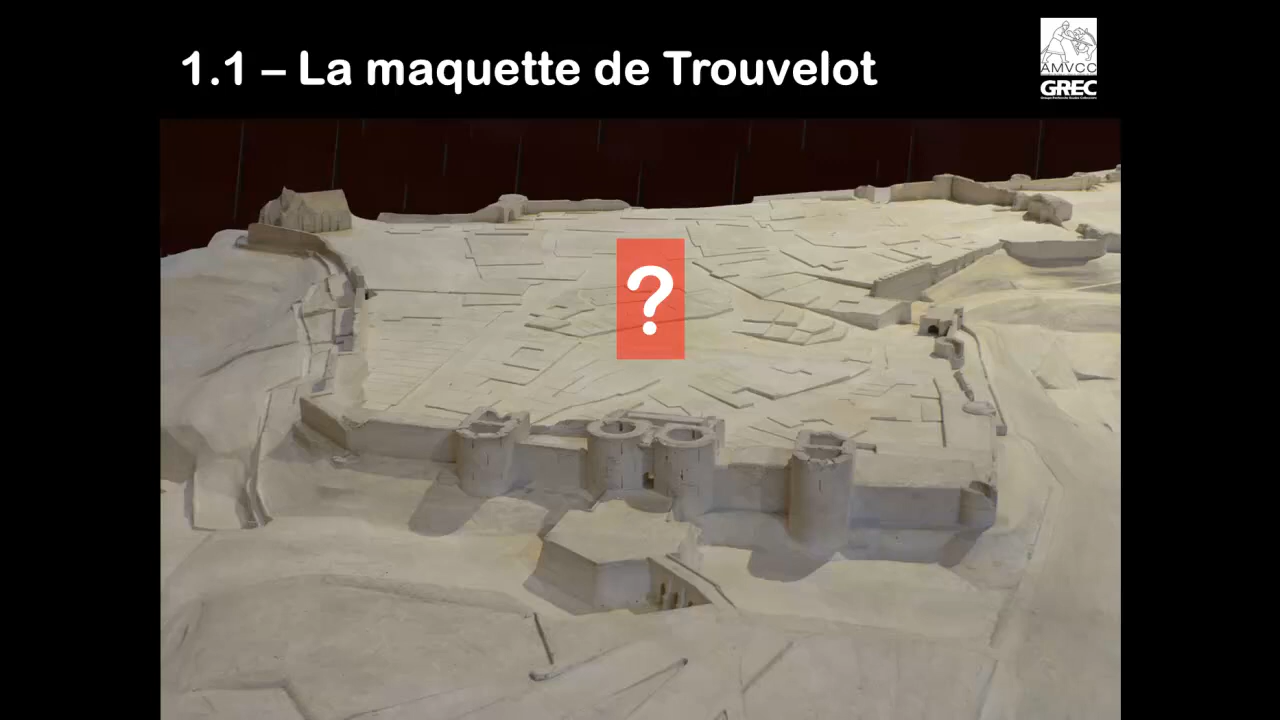 1.1 – La maquette de Trouvelot
AMVCC
GREC
?